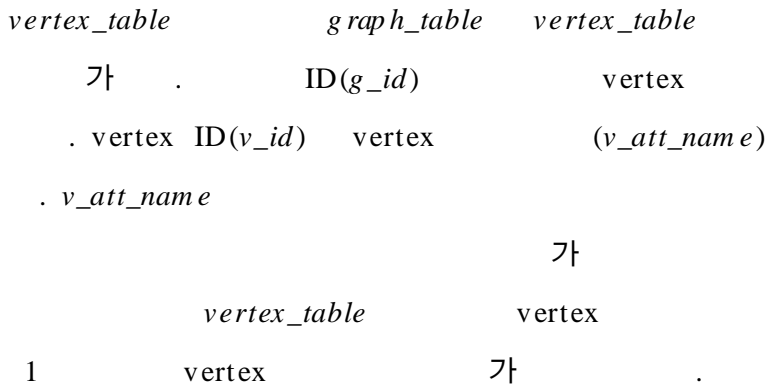 vertex_table graph_table vertex_table
가 . ID(g_id) vertex
. vertex ID(v_id) vertex (v_att_name)
. v_att_name
가
vertex_table vertex
1 vertex 가 .